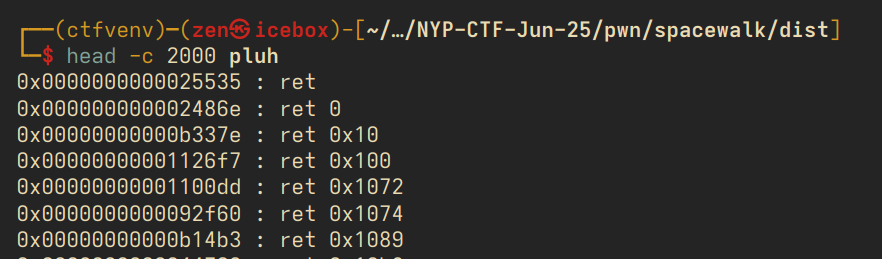 ┌──(ctfvenv)─(zen㉿icebox)-[~/…/NYP-CTF-Jun-25/pwn/spacewalk/dist]
└─$ head -c 2000 pluh
0x0000000000025535 : ret
0x000000000002486e : ret 0
0x00000000000b337e : ret 0x10
0x00000000001126f7 : ret 0x100
0x00000000001100dd : ret 0x1072
0x0000000000092f60 : ret 0x1074
0x00000000000b14b3 : ret 0x1089